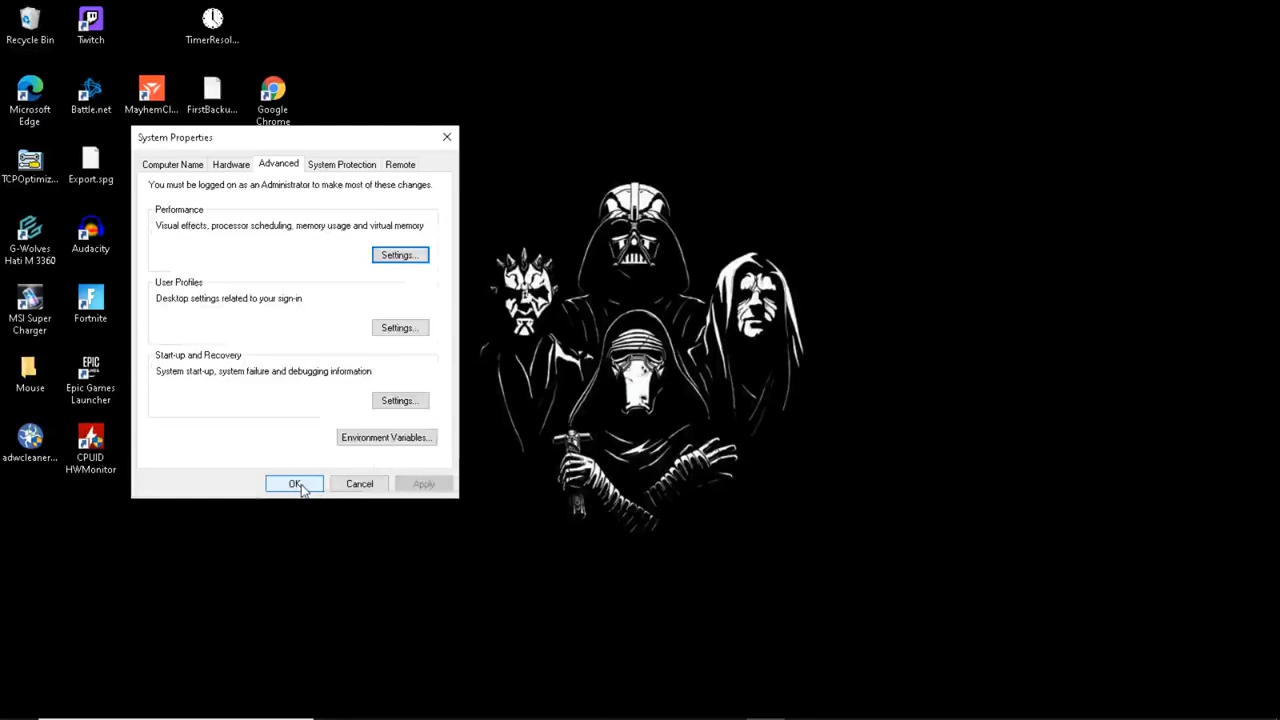 Recycle Bin
Twitch
TimerResol...
Microsoft
Edge
Battle.net
MayhemCl...
FirstBacku...
Google
Chrome
System Properties
Computer Name
Hardware
Advanced
System Protection
Remote
You must be logged on as an Administrator to make most of these changes.
Performance
Visual effects, processor scheduling, memory usage and virtual memory
Settings...
User Profiles
Desktop settings related to your sign-in
Settings...
Start-up and Recovery
System start-up, system failure and debugging information
Settings...
Environment Variables...
OK
Cancel
Apply
TCPOptimiz...
Export.spg
G-Wolves
Hati M 3360
Audacity
MSI Super
Charger
Fortnite
Mouse
EPIC
GAMES
Epic Games
Launcher
adwcleaner...
CPUID
HWMonitor